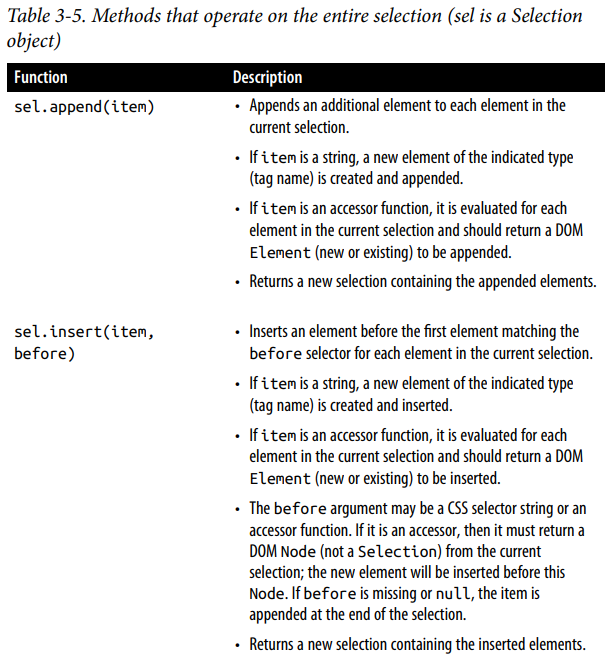 Table 3-5. Methods that operate on the entire selection (sel is a Selection
object)
Function Description
sel.append(item) • Appends an additional element to each element in the
current selection.
• If item is a string, a new element of the indicated type
(tag name) is created and appended.
• If item is an accessor function, it is evaluated for each
element in the current selection and should return a DOM
Element (new or existing) to be appended.
• Returns a new selection containing the appended elements.
sel.insert(item, • Inserts an element before the first element matching the
before) before selector for each element in the current selection.
• If item is a string, a new element of the indicated type
(tag name) is created and inserted.
• If item is an accessor function, it is evaluated for each
element in the current selection and should return a DOM
Element (new or existing) to be inserted.
• The before argument may be a CSS selector string or an
accessor function. If it is an accessor, then it must return a
DOM Node (not a Selection) from the current
selection; the new element will be inserted before this
Node. If before is missing or null, the item is
appended at the end of the selection.
• Returns a new selection containing the inserted elements.